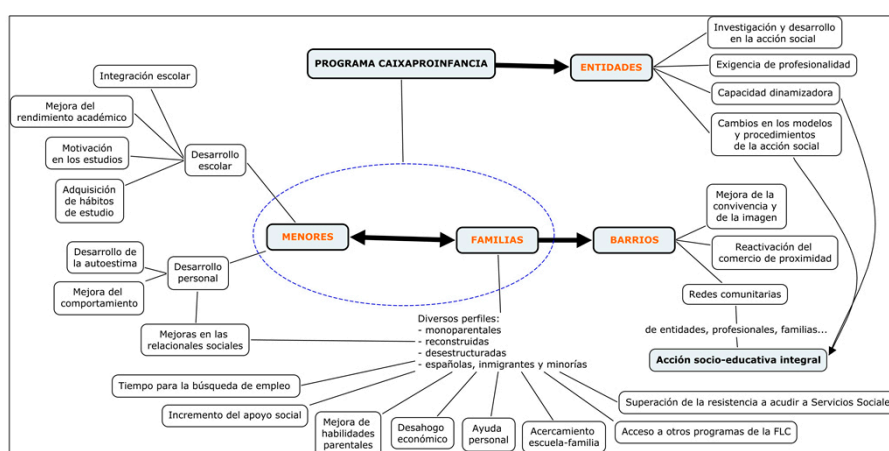 PROGRAMA CAIXAPROINFANCIA
ENTIDADES
Investigación y desarrollo
en la acción social
Exigencia de profesionalidad
Capacidad dinamizadora
Cambios en los modelos
y procedimientos
de la acción social
Integración escolar
Mejora del
rendimiento académico
Motivación
en los estudios
Adquisición
de hábitos
de estudio
Desarrollo
escolar
MENORES
FAMILIAS
BARRIOS
Mejora de la
convivencia y
de la imagen
Reactivación del
comercio de proximidad
Redes comunitarias
de entidades, profesionales, familias...
Acción socio-educativa integral
Desarrollo de
la autoestima
Mejora del
comportamiento
Desarrollo
personal
Mejoras en las
relacionales sociales
Diversos perfiles:
- monoparentales
- reconstruidas
- desestructuradas
- españolas, inmigrantes y minorías
Tiempo para la búsqueda de empleo
Incremento del apoyo social
Mejora de
habilidades
parentales
Desahogo
económico
Ayuda
personal
Acercamiento
escuela-familia
Acceso a otros programas de la FLC
Superación de la resistencia a acudir a Servicios Sociale